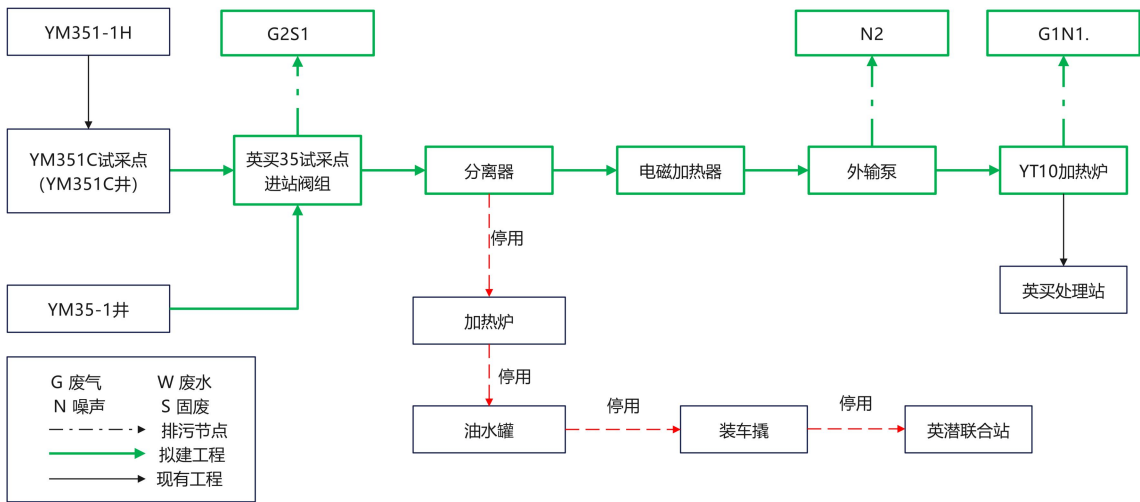 YM351-1H
G2S1
N2
G1N1.
YM351C试采点
（YM351C井）
英买35试采点
进站阀组
分离器
电磁加热器
外输泵
YT10加热炉
停用
英买处理站
YM35-1井
加热炉
停用
G 废气
W 废水
N 噪声
S 固废
排污节点
拟建工程
现有工程
油水罐
停用
装车撬
停用
英潜联合站